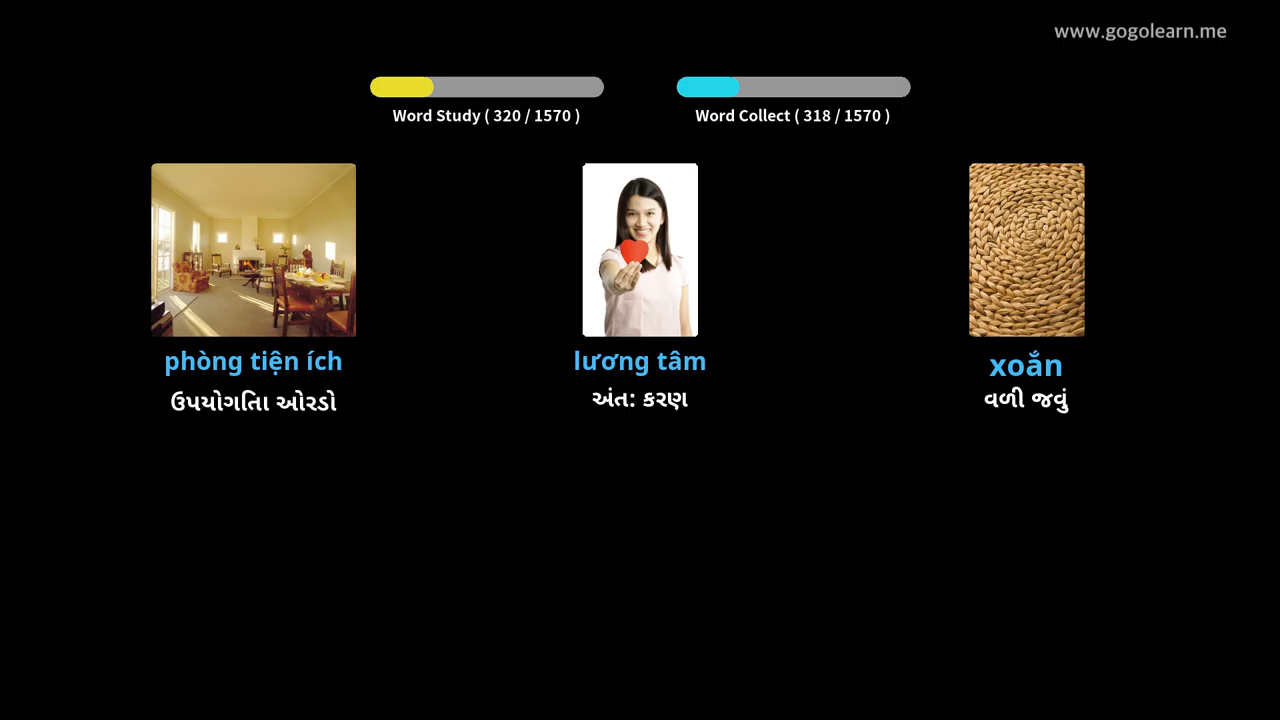 www.gogolearn.me
Word Study ( 320 / 1570 )
Word Collect ( 318 / 1570 )
phòng tiện ích
lương tâm
xoắn
ઉપયોગતિા ઓરડો
અંત: કરણ
વળી જવું